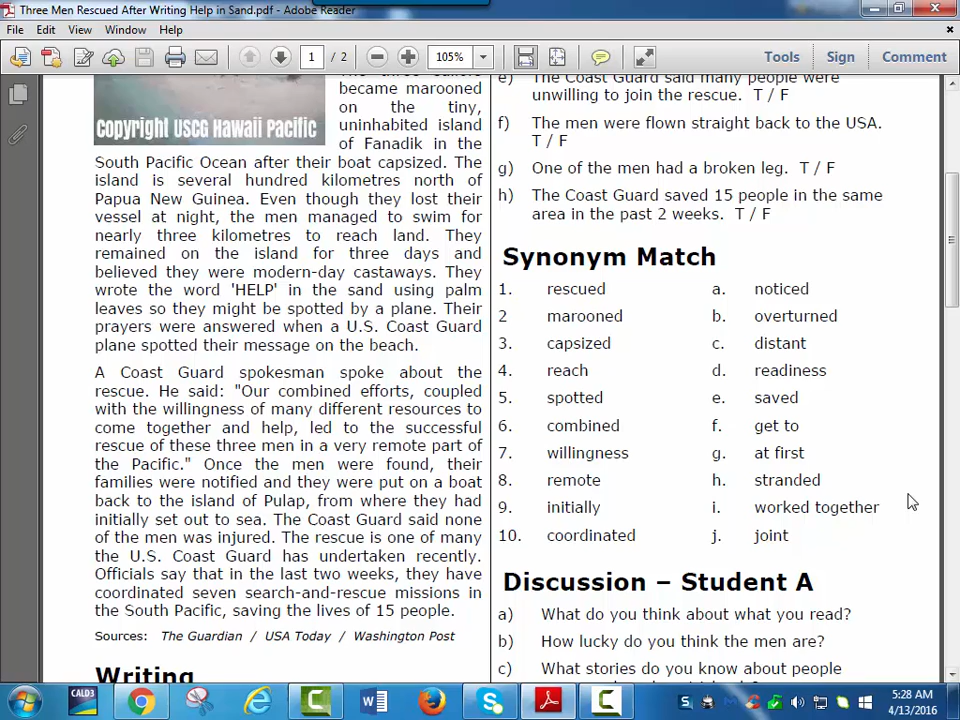 Three Men Rescued After Writing Help in Sand.pdf - Adobe Reader
File Edit View Window Help
1 / 2 105% Tools Sign Comment
Copyright USCG Hawaii Pacific
became marooned
on the tiny,
uninhabited island
of Fanadik in the
South Pacific Ocean after their boat capsized. The
island is several hundred kilometres north of
Papua New Guinea. Even though they lost their
vessel at night, the men managed to swim for
nearly three kilometres to reach land. They
remained on the island for three days and
believed they were modern-day castaways. They
wrote the word 'HELP' in the sand using palm
leaves so they might be spotted by a plane. Their
prayers were answered when a U.S. Coast Guard
plane spotted their message on the beach.
A Coast Guard spokesman spoke about the
rescue. He said: "Our combined efforts, coupled
with the willingness of many different resources to
come together and help, led to the successful
rescue of these three men in a very remote part of
the Pacific." Once the men were found, their
families were notified and they were put on a boat
back to the island of Pulap, from where they had
initially set out to sea. The Coast Guard said none
of the men was injured. The rescue is one of many
the U.S. Coast Guard has undertaken recently.
Officials say that in the last two weeks, they have
coordinated seven search-and-rescue missions in
the South Pacific, saving the lives of 15 people.
Sources: The Guardian / USA Today / Washington Post
Writing
e) The Coast Guard said many people were
unwilling to join the rescue. T / F
f) The men were flown straight back to the USA.
T / F
g) One of the men had a broken leg. T / F
h) The Coast Guard saved 15 people in the same
area in the past 2 weeks. T / F
Synonym Match
1. rescued a. noticed
2 marooned b. overturned
3. capsized c. distant
4. reach d. readiness
5. spotted e. saved
6. combined f. get to
7. willingness g. at first
8. remote h. stranded
9. initially i. worked together
10. coordinated j. joint
Discussion – Student A
a) What do you think about what you read?
b) How lucky do you think the men are?
c) What stories do you know about people
CALD3
5:28 AM
4/13/2016